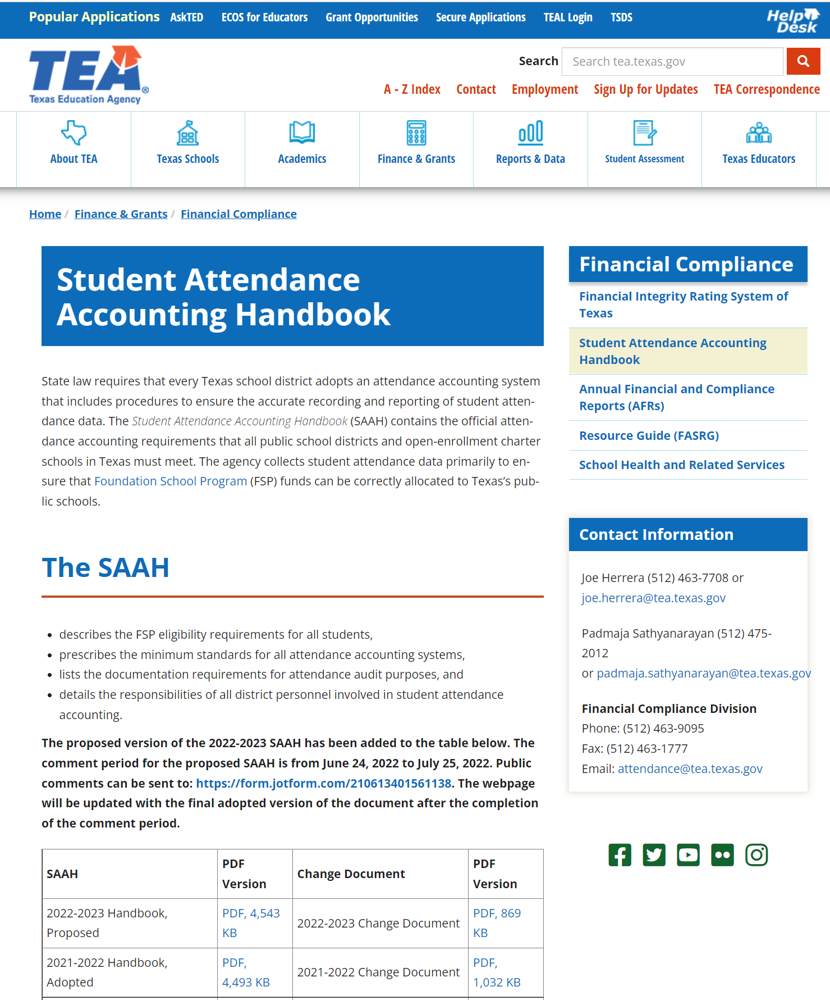 Popular Applications AskTED ECOS for Educators Grant Opportunities Secure Applications TEAL Login TSDS
Help Desk
TEA®
Texas Education Agency
Search Search tea.texas.gov
A - Z Index Contact Employment Sign Up for Updates TEA Correspondence
About TEA Texas Schools Academics Finance & Grants Reports & Data Student Assessment Texas Educators
Home / Finance & Grants / Financial Compliance
Student Attendance
Accounting Handbook
State law requires that every Texas school district adopts an attendance accounting system
that includes procedures to ensure the accurate recording and reporting of student atten-
dance data. The Student Attendance Accounting Handbook (SAAH) contains the official atten-
dance accounting requirements that all public school districts and open-enrollment charter
schools in Texas must meet. The agency collects student attendance data primarily to en-
sure that Foundation School Program (FSP) funds can be correctly allocated to Texas’s pub-
lic schools.
The SAAH
• describes the FSP eligibility requirements for all students,
• prescribes the minimum standards for all attendance accounting systems,
• lists the documentation requirements for attendance audit purposes, and
• details the responsibilities of all district personnel involved in student attendance
accounting.
The proposed version of the 2022-2023 SAAH has been added to the table below. The
comment period for the proposed SAAH is from June 24, 2022 to July 25, 2022. Public
comments can be sent to: https://form.jotform.com/210613401561138. The webpage
will be updated with the final adopted version of the document after the completion
of the comment period.
SAAH PDF Version Change Document PDF Version
2022-2023 Handbook, Proposed PDF, 4,543 KB 2022-2023 Change Document PDF, 869 KB
2021-2022 Handbook, Adopted PDF, 4,493 KB 2021-2022 Change Document PDF, 1,032 KB
Financial Compliance
Financial Integrity Rating System of
Texas
Student Attendance Accounting
Handbook
Annual Financial and Compliance
Reports (AFRs)
Resource Guide (FASRG)
School Health and Related Services
Contact Information
Joe Herrera (512) 463-7708 or
joe.herrera@tea.texas.gov
Padmaja Sathyanarayan (512) 475-
2012
or padmaja.sathyanarayan@tea.texas.gov
Financial Compliance Division
Phone: (512) 463-9095
Fax: (512) 463-1777
Email: attendance@tea.texas.gov